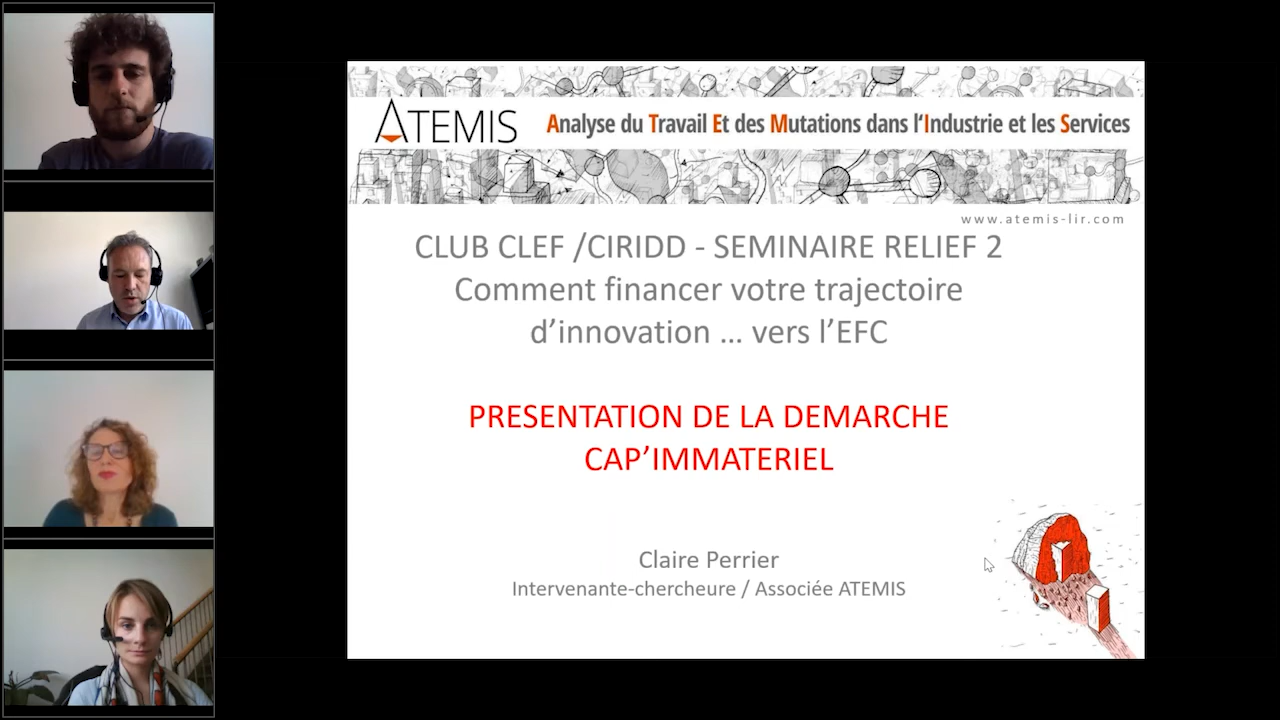 ATEMIS
Analyse du Travail Et des Mutations dans l'Industrie et les Services
www.atemis-lir.com
CLUB CLEF /CIRIDD - SEMINAIRE RELIEF 2
Comment financer votre trajectoire
d'innovation ... vers l'EFC
PRESENTATION DE LA DEMARCHE
CAP'IMMATERIEL
Claire Perrier
Intervenante-chercheure / Associée ATEMIS